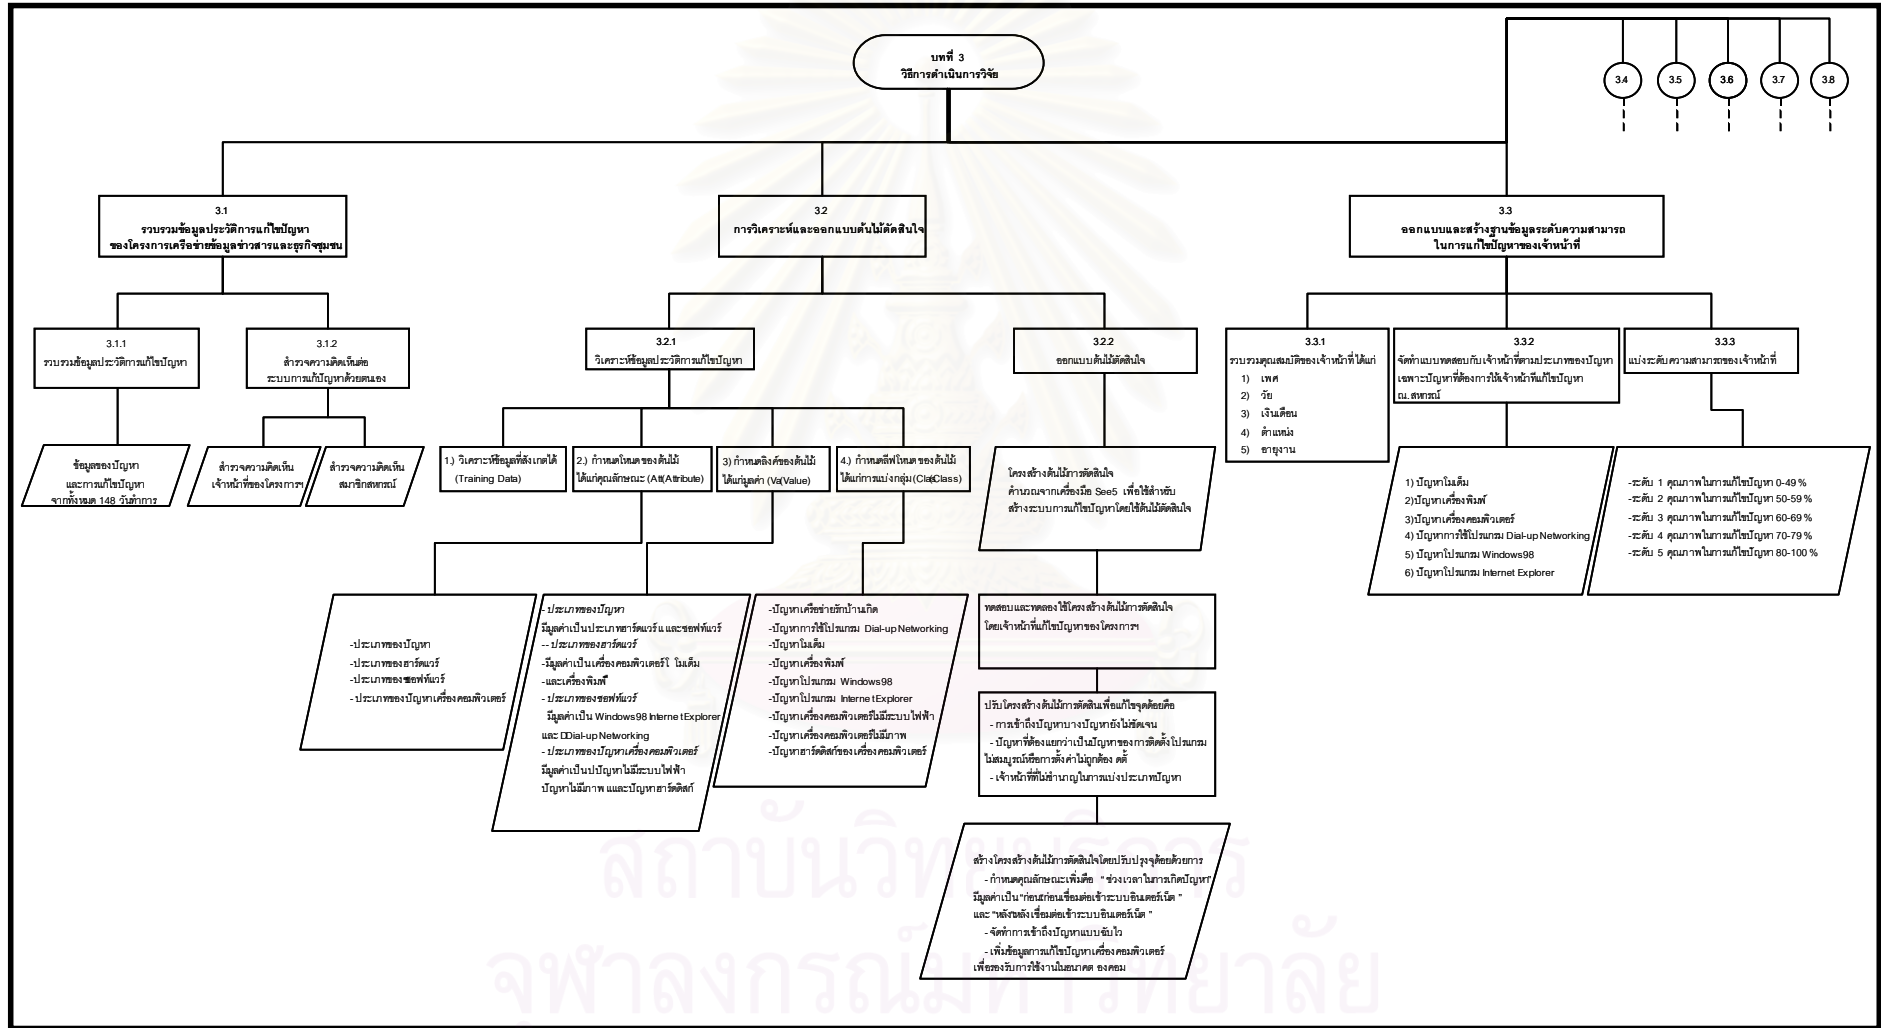 บทที่ 3
วิธีการดำเนินการวิจัย
3.4
3.5
3.6
3.7
3.8
3.1
รวบรวมข้อมูลประวัติการแก้ไขปัญหา
ของโครงการเครือข่ายข้อมูลข่าวสารและธุรกิจชุมชน
3.2
การวิเคราะห์และออกแบบต้นไม้ตัดสินใจ
3.3
ออกแบบและสร้างฐานข้อมูลระดับความสามารถ
ในการแก้ไขปัญหาของเจ้าหน้าที่
3.1.1
รวบรวมข้อมูลประวัติการแก้ไขปัญหา
3.1.2
สำรวจความคิดเห็นต่อ
ระบบการแก้ปัญหาด้วยตนเอง
3.2.1
วิเคราะห์ข้อมูลประวัติการแก้ไขปัญหา
3.2.2
ออกแบบต้นไม้ตัดสินใจ
3.3.1
รวบรวมคุณสมบัติของเจ้าหน้าที่ ได้แก่
1) เพศ
2) วัย
3) เงินเดือน
4) ตำแหน่ง
5) อายุงาน
3.3.2
จัดทำแบบทดสอบกับเจ้าหน้าที่ตามประเภทของปัญหา
เฉพาะปัญหาที่ต้องการให้เจ้าหน้าที่แก้ไขปัญหา
ณ.สหกรณ์
3.3.3
แบ่งระดับความสามารถของเจ้าหน้าที่
ข้อมูลของปัญหา
และการแก้ไขปัญหา
จากทั้งหมด 148 วันทำการ
สำรวจความคิดเห็น
เจ้าหน้าที่ของโครงการฯ
สำรวจความคิดเห็น
สมาชิกสหกรณ์
1.) วิเคราะห์ข้อมูลที่สังเกตได้
(Training Data)
2.) กำหนดโหนดของต้นไม้
ได้แก่คุณลักษณะ (Att(Attribute)
3) กำหนดลิงค์ของต้นไม้
ได้แก่มูลค่า (Va(Value)
4.) กำหนดลีฟโหนด ของต้นไม้
ได้แก่การแบ่งกลุ่ม (Cla(Class)
โครงสร้างต้นไม้การตัดสินใจ
คำนวณจากเครื่องมือ See5 เพื่อใช้สำหรับ
สร้างระบบการแก้ไขปัญหาโดยใช้ต้นไม้ตัดสินใจ
1) ปัญหาโมเด็ม
2)ปัญหาเครื่องพิมพ์
3)ปัญหาเครื่องคอมพิวเตอร์
4) ปัญหาการใช้โปรแกรม Dial-up Networking
5) ปัญหาโปรแกรม Windows98
6) ปัญหาโปรแกรม Internet Explorer
-ระดับ 1 คุณภาพในการแก้ไขปัญหา 0-49 %
-ระดับ 2 คุณภาพในการแก้ไขปัญหา 50-59 %
-ระดับ 3 คุณภาพในการแก้ไขปัญหา 60-69 %
-ระดับ 4 คุณภาพในการแก้ไขปัญหา 70-79 %
-ระดับ 5 คุณภาพในการแก้ไขปัญหา 80-100 %
-ประเภทของปัญหา
-ประเภทของฮาร์ดแวร์
-ประเภทของซอฟท์แวร์
- ประเภทของปัญหาเครื่องคอมพิวเตอร์
- ประเภทของปัญหา
มีมูลค่าเป็นประเภทฮาร์ดแวร์ แ และซอฟท์แวร์
-- ประเภทของฮาร์ดแวร์
-มีมูลค่าเป็นเครื่องคอมพิวเตอร์ โ โมเด็ม
-และเครื่องพิมพ์
- ประเภทของซอฟท์แวร์
มีมูลค่าเป็น Windows98 Internet Explorer
และ Dial-up Networking
- ประเภทของปัญหาเครื่องคอมพิวเตอร์
มีมูลค่าเป็นปปัญหาไม่มีระบบไฟฟ้า
ปัญหาไม่มีภาพ แและปัญหาฮาร์ดดิสก์
-ปัญหาเครือข่ายรักบ้านเกิด
-ปัญหาการใช้โปรแกรม Dial-up Networking
-ปัญหาโมเด็ม
-ปัญหาเครื่องพิมพ์
-ปัญหาโปรแกรม Windows98
-ปัญหาโปรแกรม Internet Explorer
-ปัญหาเครื่องคอมพิวเตอร์ไม่มีระบบไฟฟ้า
-ปัญหาเครื่องคอมพิวเตอร์ไม่มีภาพ
-ปัญหาฮาร์ดดิสก์ของเครื่องคอมพิวเตอร์
ทดสอบและทดลองใช้โครงสร้างต้นไม้การตัดสินใจ
โดยเจ้าหน้าที่แก้ไขปัญหาของโครงการฯ
ปรับโครงสร้างต้นไม้การตัดสินเพื่อแก้ไขจุดด้อยคือ
- การเข้าถึงปัญหาบางปัญหายังไม่ชัดเจน
- ปัญหาที่ต้องแยกว่าเป็นปัญหาของการติดตั้งโปรแกรม
ไม่สมบูรณ์หรือการตั้งค่าไม่ถูกต้อง ตตั้
- เจ้าหน้าที่ที่ไม่ชำนาญในการแบ่งประเภทปัญหา
สร้างโครงสร้างต้นไม้การตัดสินใจโดยปรับปรุงจุด้อยด้วยการ
- กำหนดคุณลักษณะเพิ่มคือ "ช่วงเวลาในการเกิดปัญหา"
มีมูลค่าเป็น "ก่อนก่อนเชื่อมต่อเข้าระบบอินเตอร์เน็ต "
และ "หลังหลังเชื่อมต่อเข้าระบบอินเตอร์เน็ต "
- จัดทำการเข้าถึงปัญหาแบบฉับไว
- เพิ่มข้อมูลการแก้ไขปัญหาเครื่องคอมพิวเตอร์
เพื่อรองรับการใช้งานในอนาคต องคอม
สถาบันวิทยบริการ
จุฬาลงกรณ์มหาวิทยาลัย